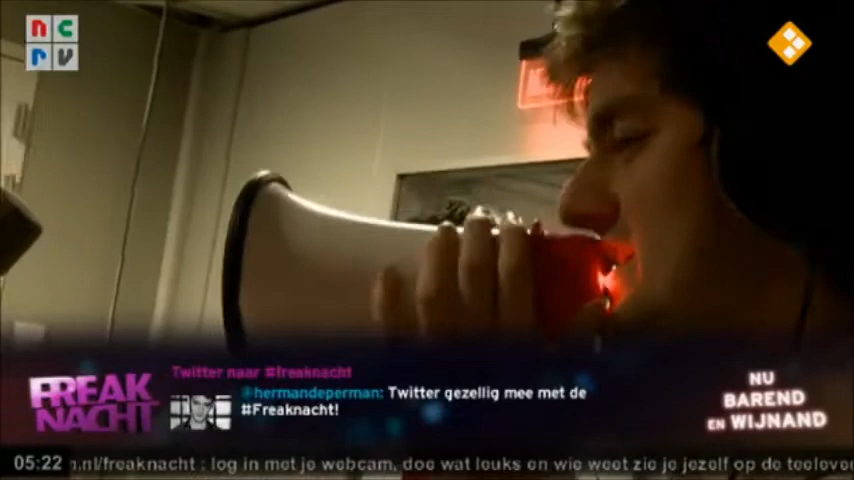 NCRV
Twitter naar #freaknacht
@hermandeperman: Twitter gezellig mee met de
#Freaknacht!
FREAK
NACHT
NU
BAREND
EN WIJNAND
05:22 n.nl/freaknacht : log in met je webcam, doe wat leuks en wie weet zie je jezelf op de teeleve